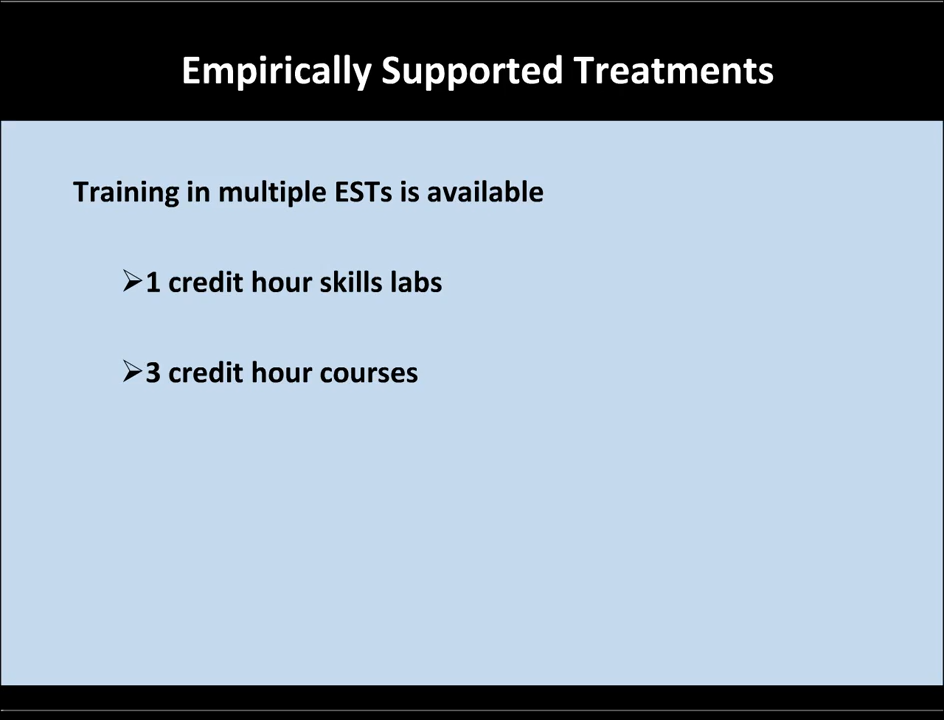 Empirically Supported Treatments
Training in multiple ESTs is available
➢1 credit hour skills labs
➢3 credit hour courses